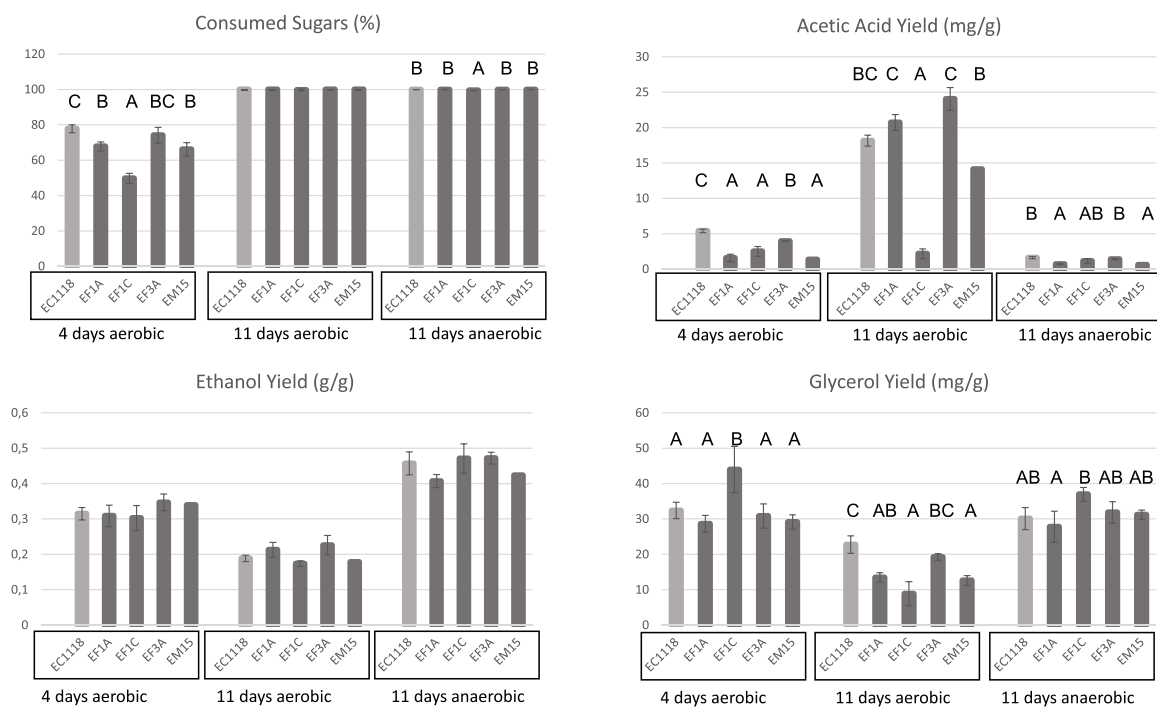 Consumed Sugars (%)
120
100
80
60
40
20
0
C B A BC B
B B A B B
EC1118 EF1A EF1C EF3A EM15
EC1118 EF1A EF1C EF3A EM15
EC1118 EF1A EF1C EF3A EM15
4 days aerobic
11 days aerobic
11 days anaerobic
Acetic Acid Yield (mg/g)
30
25
20
15
10
5
0
C A A B A
BC C A C B
B A AB B A
EC1118 EF1A EF1C EF3A EM15
EC1118 EF1A EF1C EF3A EM15
EC1118 EF1A EF1C EF3A EM15
4 days aerobic
11 days aerobic
11 days anaerobic
Ethanol Yield (g/g)
0,6
0,5
0,4
0,3
0,2
0,1
0
EC1118 EF1A EF1C EF3A EM15
EC1118 EF1A EF1C EF3A EM15
EC1118 EF1A EF1C EF3A EM15
4 days aerobic
11 days aerobic
11 days anaerobic
Glycerol Yield (mg/g)
60
50
40
30
20
10
0
A A B A A
C AB A BC A
AB A B AB AB
EC1118 EF1A EF1C EF3A EM15
EC1118 EF1A EF1C EF3A EM15
EC1118 EF1A EF1C EF3A EM15
4 days aerobic
11 days aerobic
11 days anaerobic